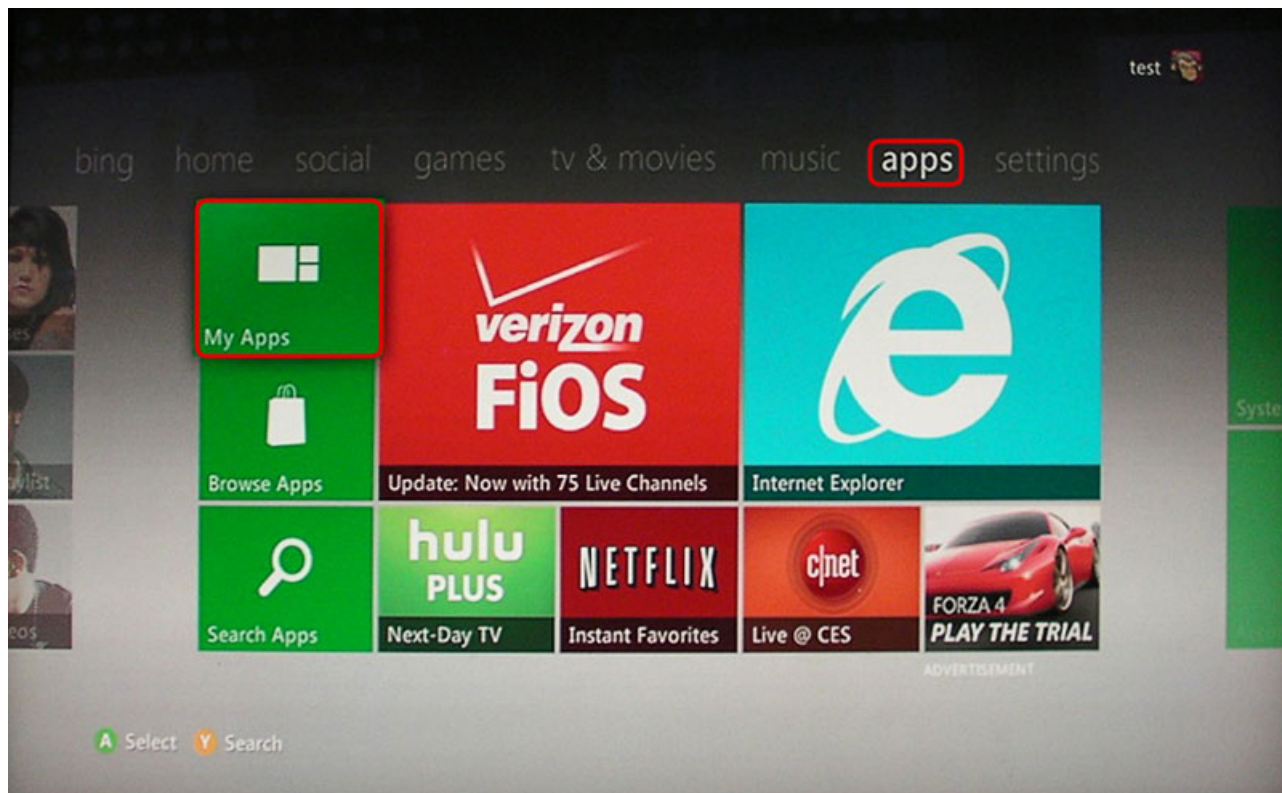 test
bing home social games tv & movies music apps settings
My Apps
verizon
FiOS
Update: Now with 75 Live Channels
Internet Explorer
Browse Apps
hulu
PLUS
Next-Day TV
NETFLIX
Instant Favorites
c|net
Live @ CES
FORZA 4
PLAY THE TRIAL
Search Apps
ADVERTISEMENT
A Select Y Search